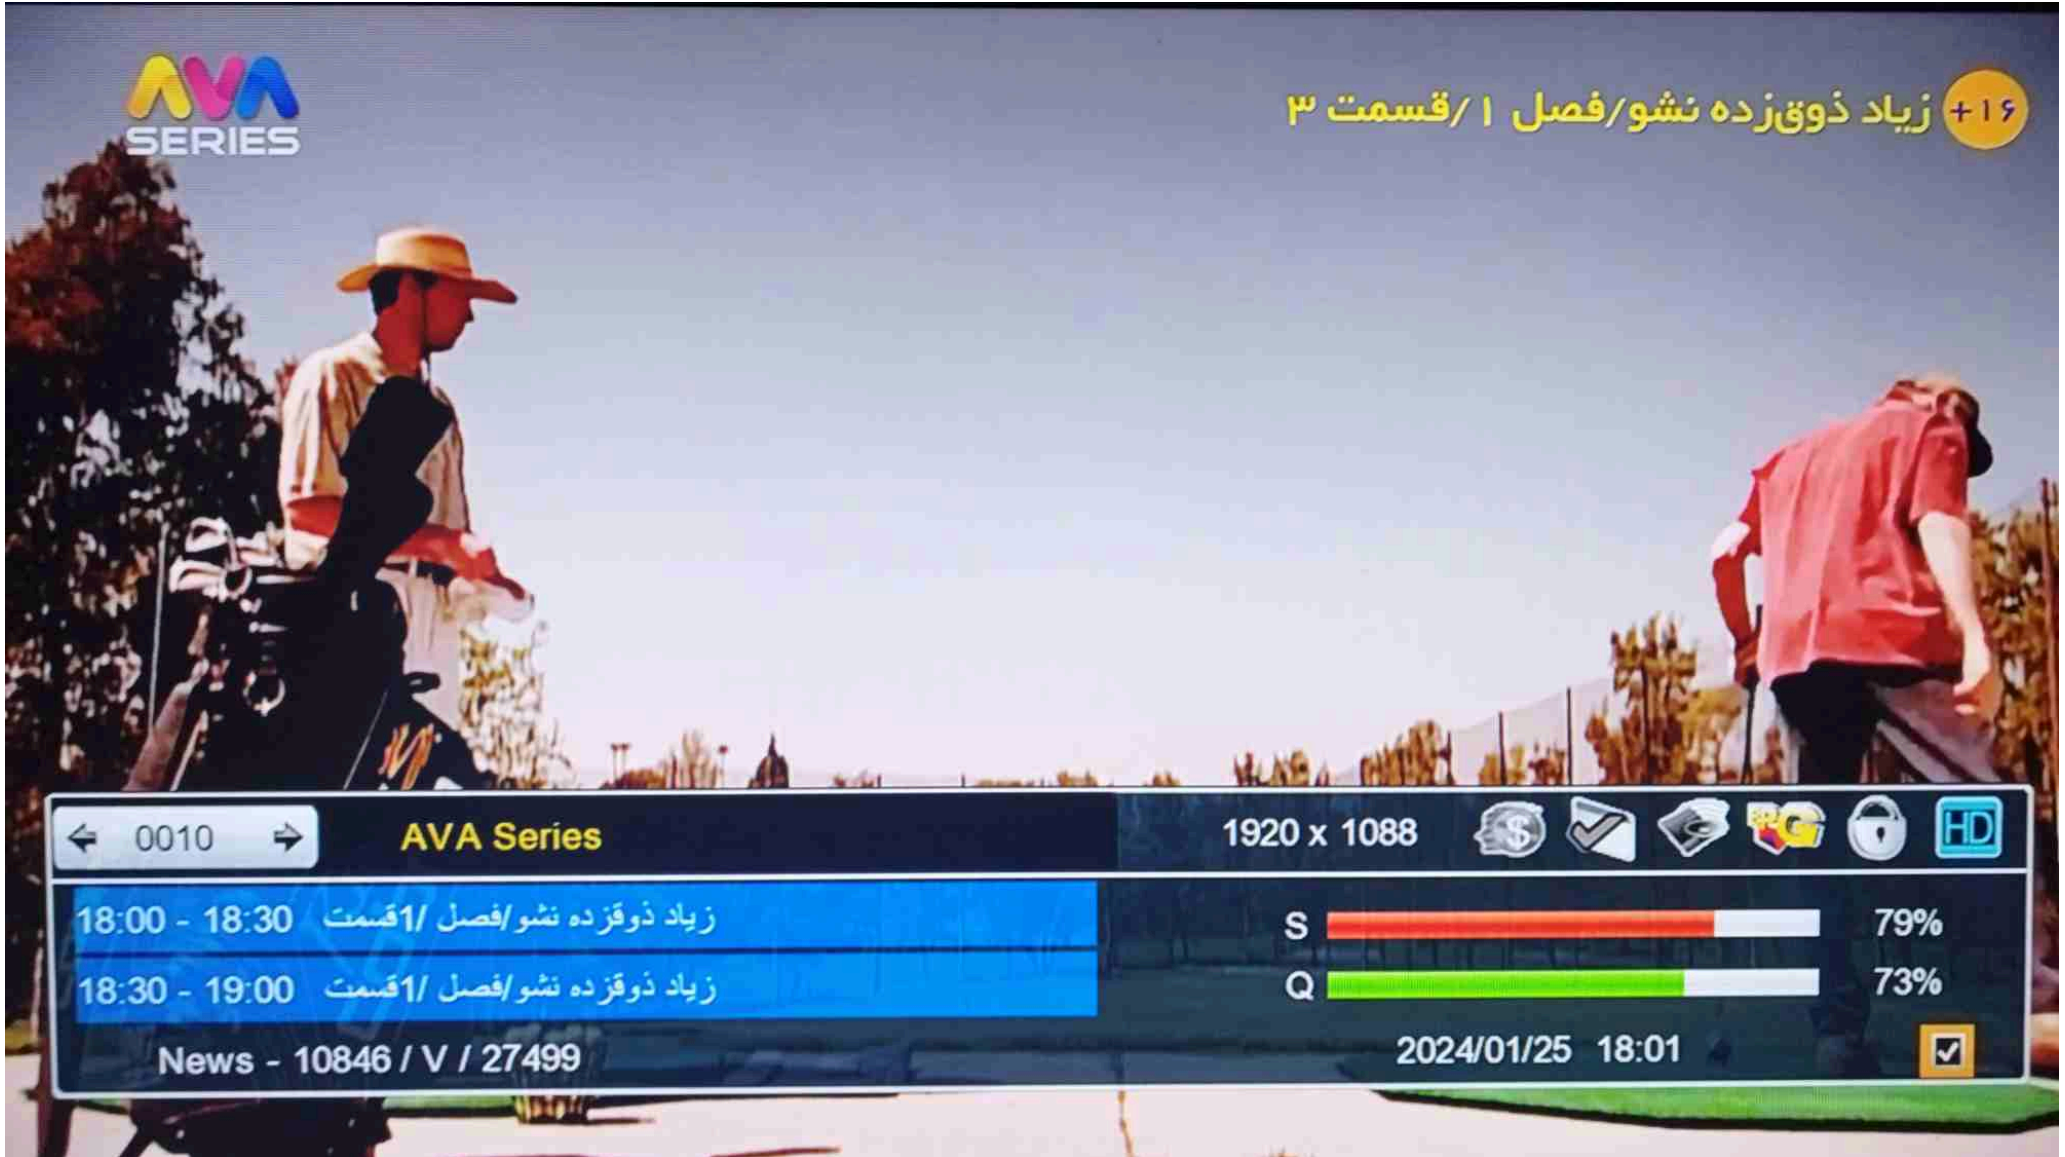 AVA
SERIES
+۱۶ زیاد ذوق‌زده نشو/فصل ۱/قسمت ۳
0010 AVA Series 1920 x 1088 HD
18:00 - 18:30 زیاد ذوقزده نشو/فصل /1قسمت
S 79%
18:30 - 19:00 زیاد ذوقزده نشو/فصل /1قسمت
Q 73%
News - 10846 / V / 27499
2024/01/25 18:01